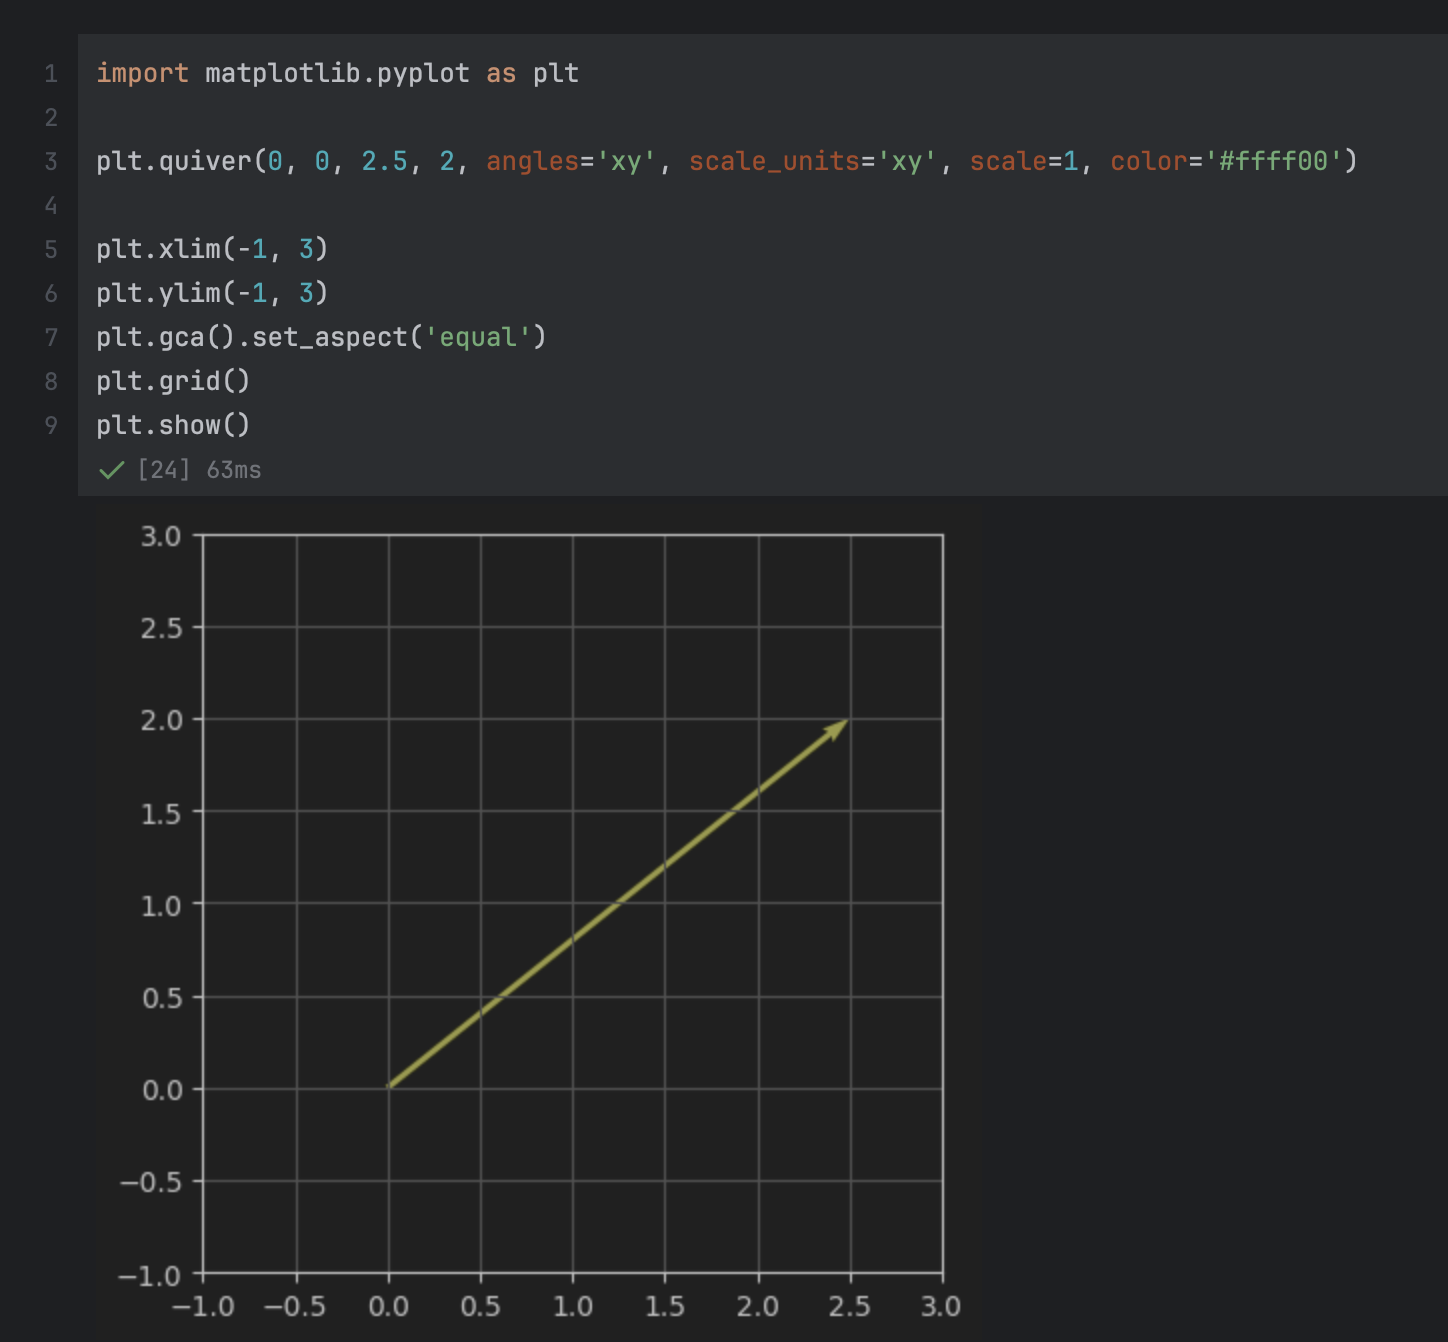 1 import matplotlib.pyplot as plt
2
3 plt.quiver(0, 0, 2.5, 2, angles='xy', scale_units='xy', scale=1, color='#ffff00')
4
5 plt.xlim(-1, 3)
6 plt.ylim(-1, 3)
7 plt.gca().set_aspect('equal')
8 plt.grid()
9 plt.show()
[24] 63ms
3.0
2.5
2.0
1.5
1.0
0.5
0.0
−0.5
−1.0
−1.0 −0.5 0.0 0.5 1.0 1.5 2.0 2.5 3.0